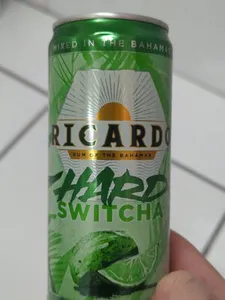 MIXED IN THE BAHAMAS
RICARDO
RUM OF THE BAHAMAS
HARD
SWITCHA